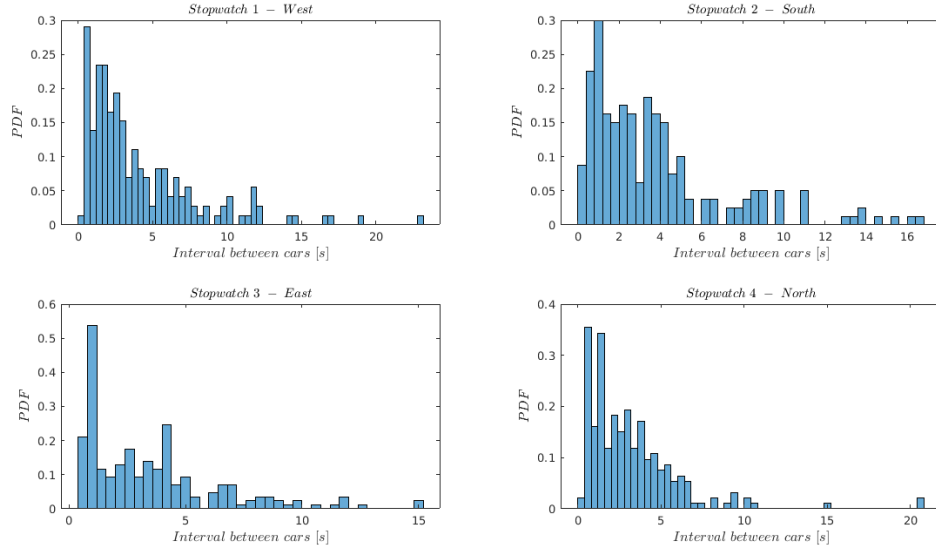 Stopwatch 1 − West
0.3
0.25
0.2
0.15
0.1
0.05
0
PDF
0 5 10 15 20
Interval between cars [s]
Stopwatch 2 − South
0.3
0.25
0.2
0.15
0.1
0.05
0
PDF
0 2 4 6 8 10 12 14 16
Interval between cars [s]
Stopwatch 3 − East
0.6
0.5
0.4
0.3
0.2
0.1
0
PDF
0 5 10 15
Interval between cars [s]
Stopwatch 4 − North
0.4
0.3
0.2
0.1
0
PDF
0 5 10 15 20
Interval between cars [s]